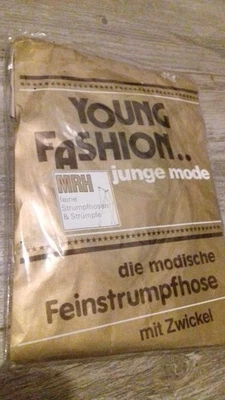 YOUNG
FASHION..
junge mode
MRH
feine
Strumpfhosen
& Strümpfe
die modische
Feinstrumpfhose
mit Zwickel